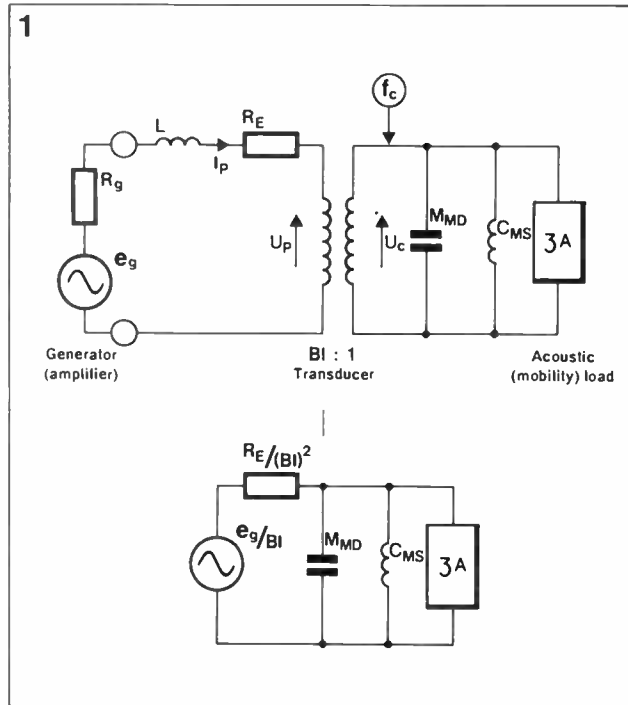 1
f_c
L
R_E
I_P
R_g
e_g
U_P
U_c
M_MD
C_MS
3A
Generator
(amplifier)
Bl : 1
Transducer
Acoustic
(mobility) load
R_E/(Bl)²
e_g/Bl
M_MD
C_MS
3A